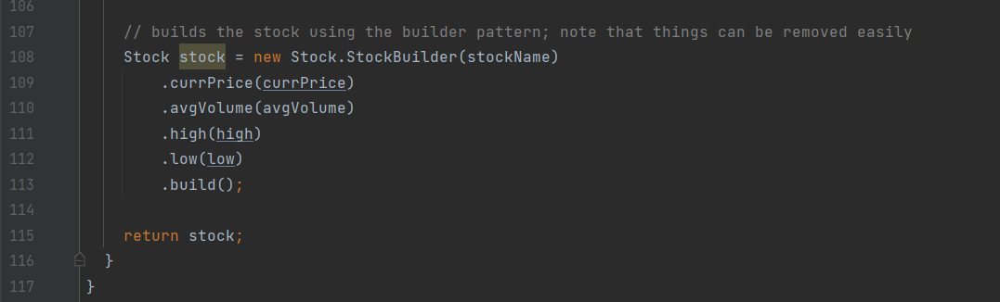 106
107 // builds the stock using the builder pattern; note that things can be removed easily
108 Stock stock = new Stock.StockBuilder(stockName)
109 .currPrice(currPrice)
110 .avgVolume(avgVolume)
111 .high(high)
112 .low(low)
113 .build();
114
115 return stock;
116 }
117 }